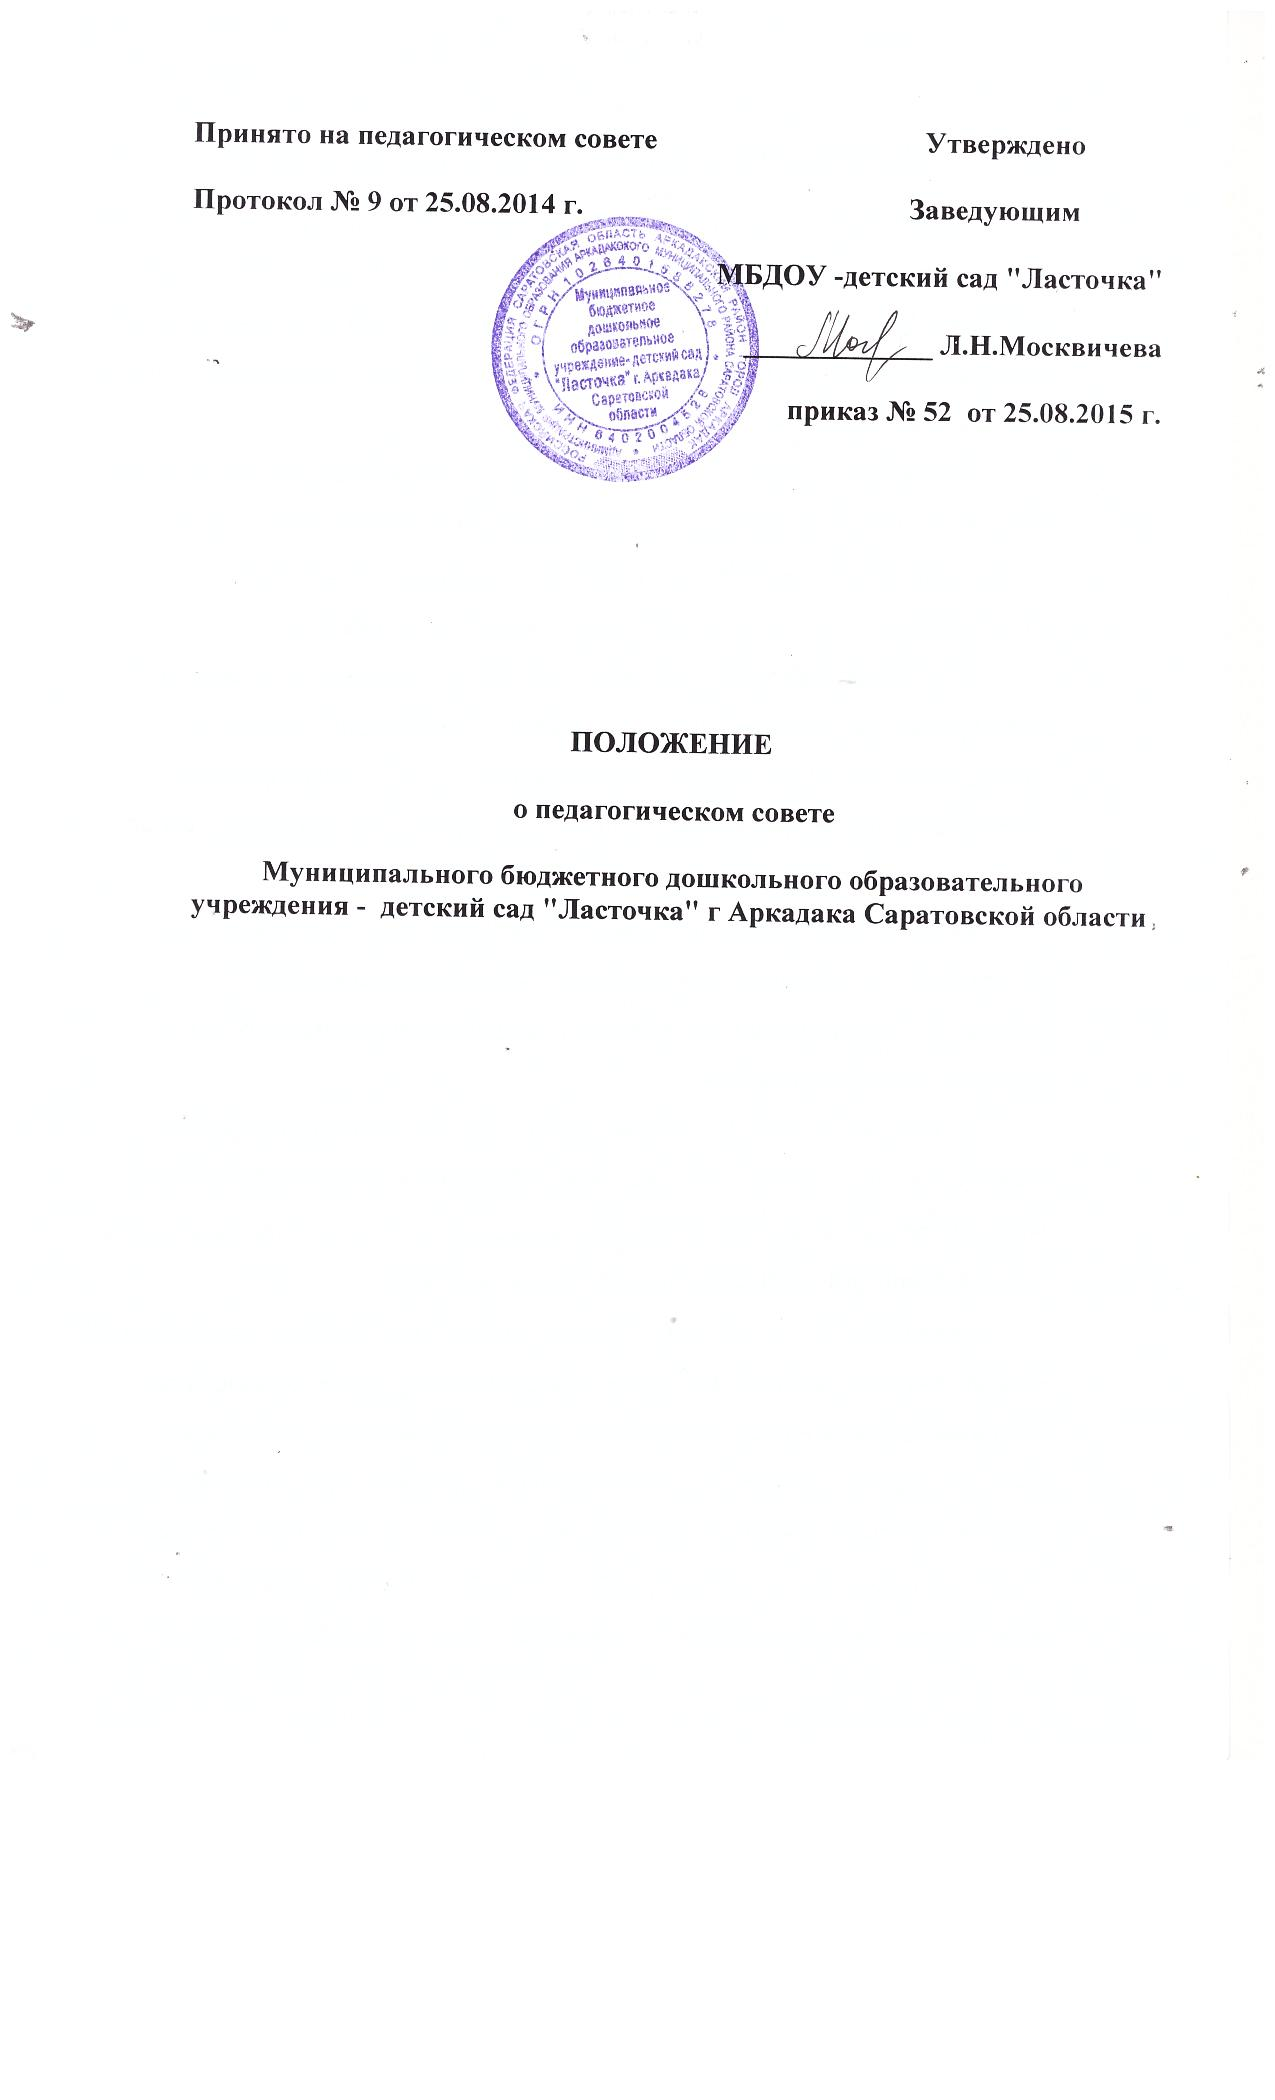 Принято на педагогическом совете
Утверждено
Протокол № 9 от 25.08.2014 г.
Заведующим
МБДОУ -детский сад "Ласточка"
Л.Н.Москвичева
приказ № 52 от 25.08.2015 г.
Муниципальное
бюджетное
дошкольное
образовательное
учреждение- детский сад
"Ласточка" г. Аркадака
Саратовской
области
ПОЛОЖЕНИЕ
о педагогическом совете
Муниципального бюджетного дошкольного образовательного
учреждения - детский сад "Ласточка" г Аркадака Саратовской области